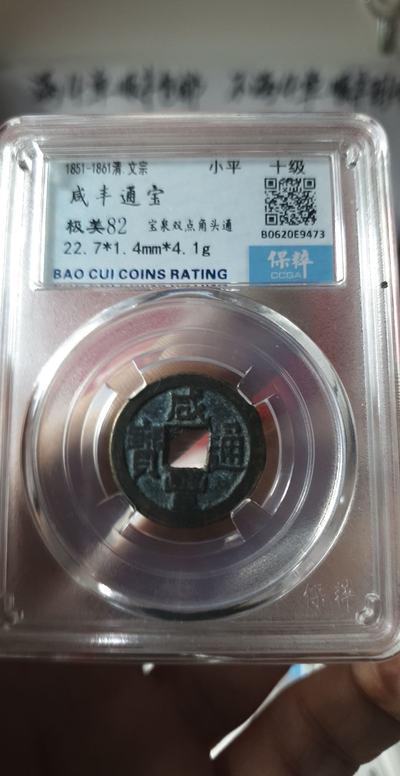 1851-1861清.文宗 小平 十级
咸丰通宝
极美82 宝泉双点角头通
22.7*1.4mm*4.1g
B0620E9473
保粹
CCGA
BAO CUI COINS RATING
咸
寶 通
豐
保粹